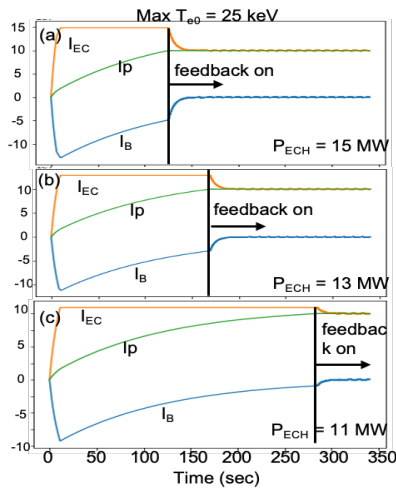 Max Te0 = 25 keV
15
(a)
IEC
10
Ip
feedback on
5
0
-5
IB
-10
PECH = 15 MW
(b)
IEC
10
Ip
feedback on
5
0
-5
IB
-10
PECH = 13 MW
(c)
10
IEC
feedbac
k on
Ip
5
0
-5
IB
PECH = 11 MW
0 50 100 150 200 250 300 350
Time (sec)